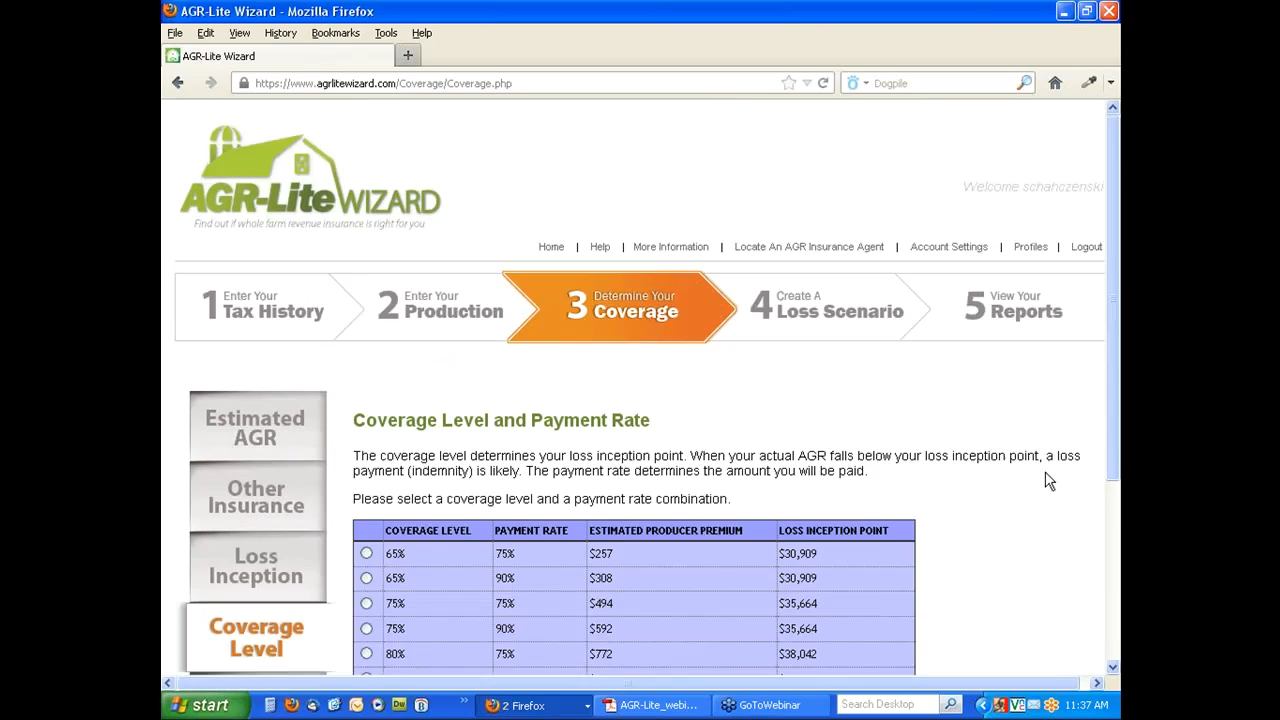 AGR-Lite Wizard - Mozilla Firefox
File Edit View History Bookmarks Tools Help
AGR-Lite Wizard
https://www.agrlitewizard.com/Coverage/Coverage.php
Dogpile
AGR-Lite WIZARD
Find out if whole farm revenue insurance is right for you
Welcome schahczenski
Home | Help | More Information | Locate An AGR Insurance Agent | Account Settings | Profiles | Logout
1 Enter Your Tax History
2 Enter Your Production
3 Determine Your Coverage
4 Create A Loss Scenario
5 View Your Reports
Estimated AGR
Other Insurance
Loss Inception
Coverage Level
Coverage Level and Payment Rate
The coverage level determines your loss inception point. When your actual AGR falls below your loss inception point, a loss
payment (indemnity) is likely. The payment rate determines the amount you will be paid.
Please select a coverage level and a payment rate combination.
COVERAGE LEVEL PAYMENT RATE ESTIMATED PRODUCER PREMIUM LOSS INCEPTION POINT
65% 75% $257 $30,909
65% 90% $308 $30,909
75% 75% $494 $35,664
75% 90% $592 $35,664
80% 75% $772 $38,042
start
2 Firefox
AGR-Lite_webi...
GoToWebinar
Search Desktop
11:37 AM